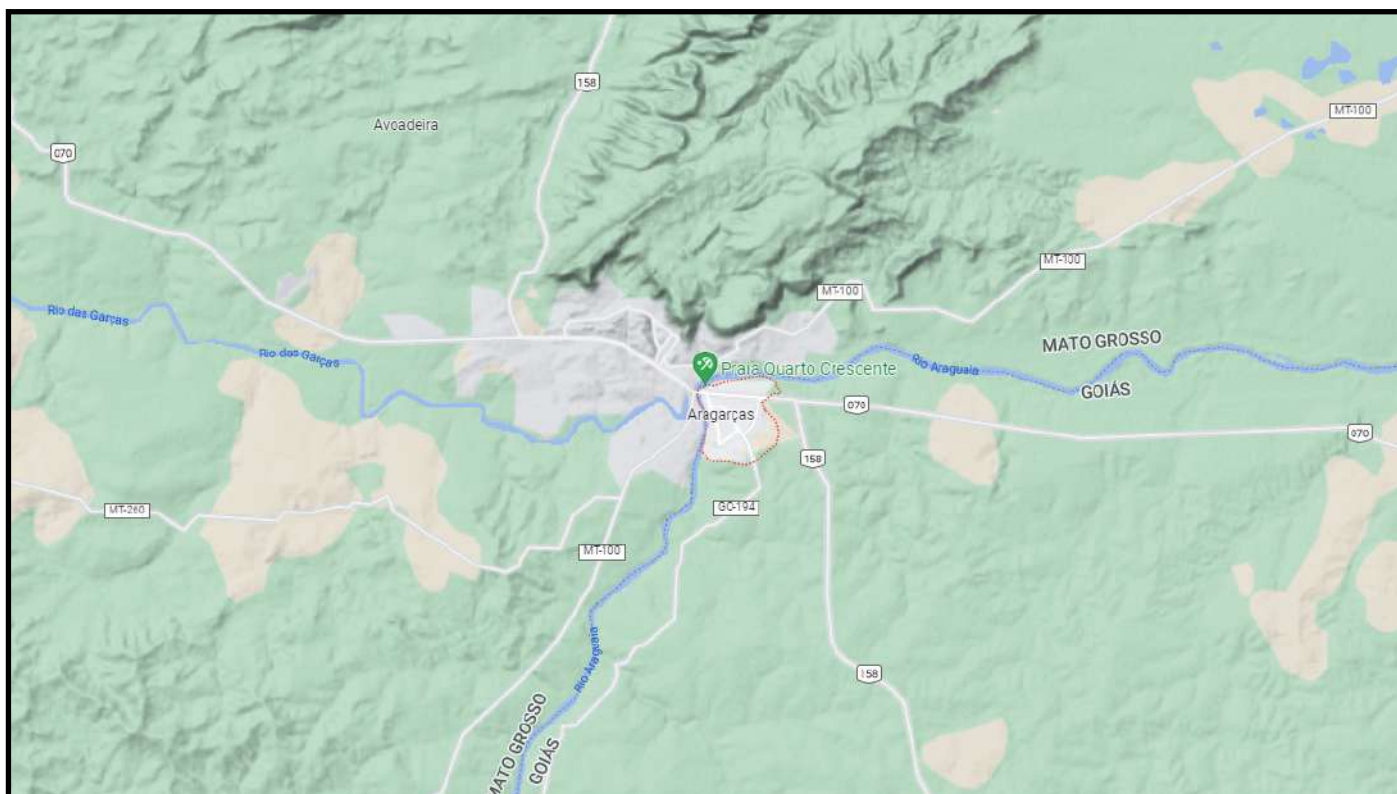 158
Avoadeira
MT-100
070
MT-100
MT-100
Rio das Garças
MATO GROSSO
Rio das Garças
Rio Araguaia
Praia Quarto Crescente
GOIÁS
070
Aragarças
070
158
MT-260
GO-194
MT-100
Rio Araguaia
158
MATO GROSSO
GOIÁS